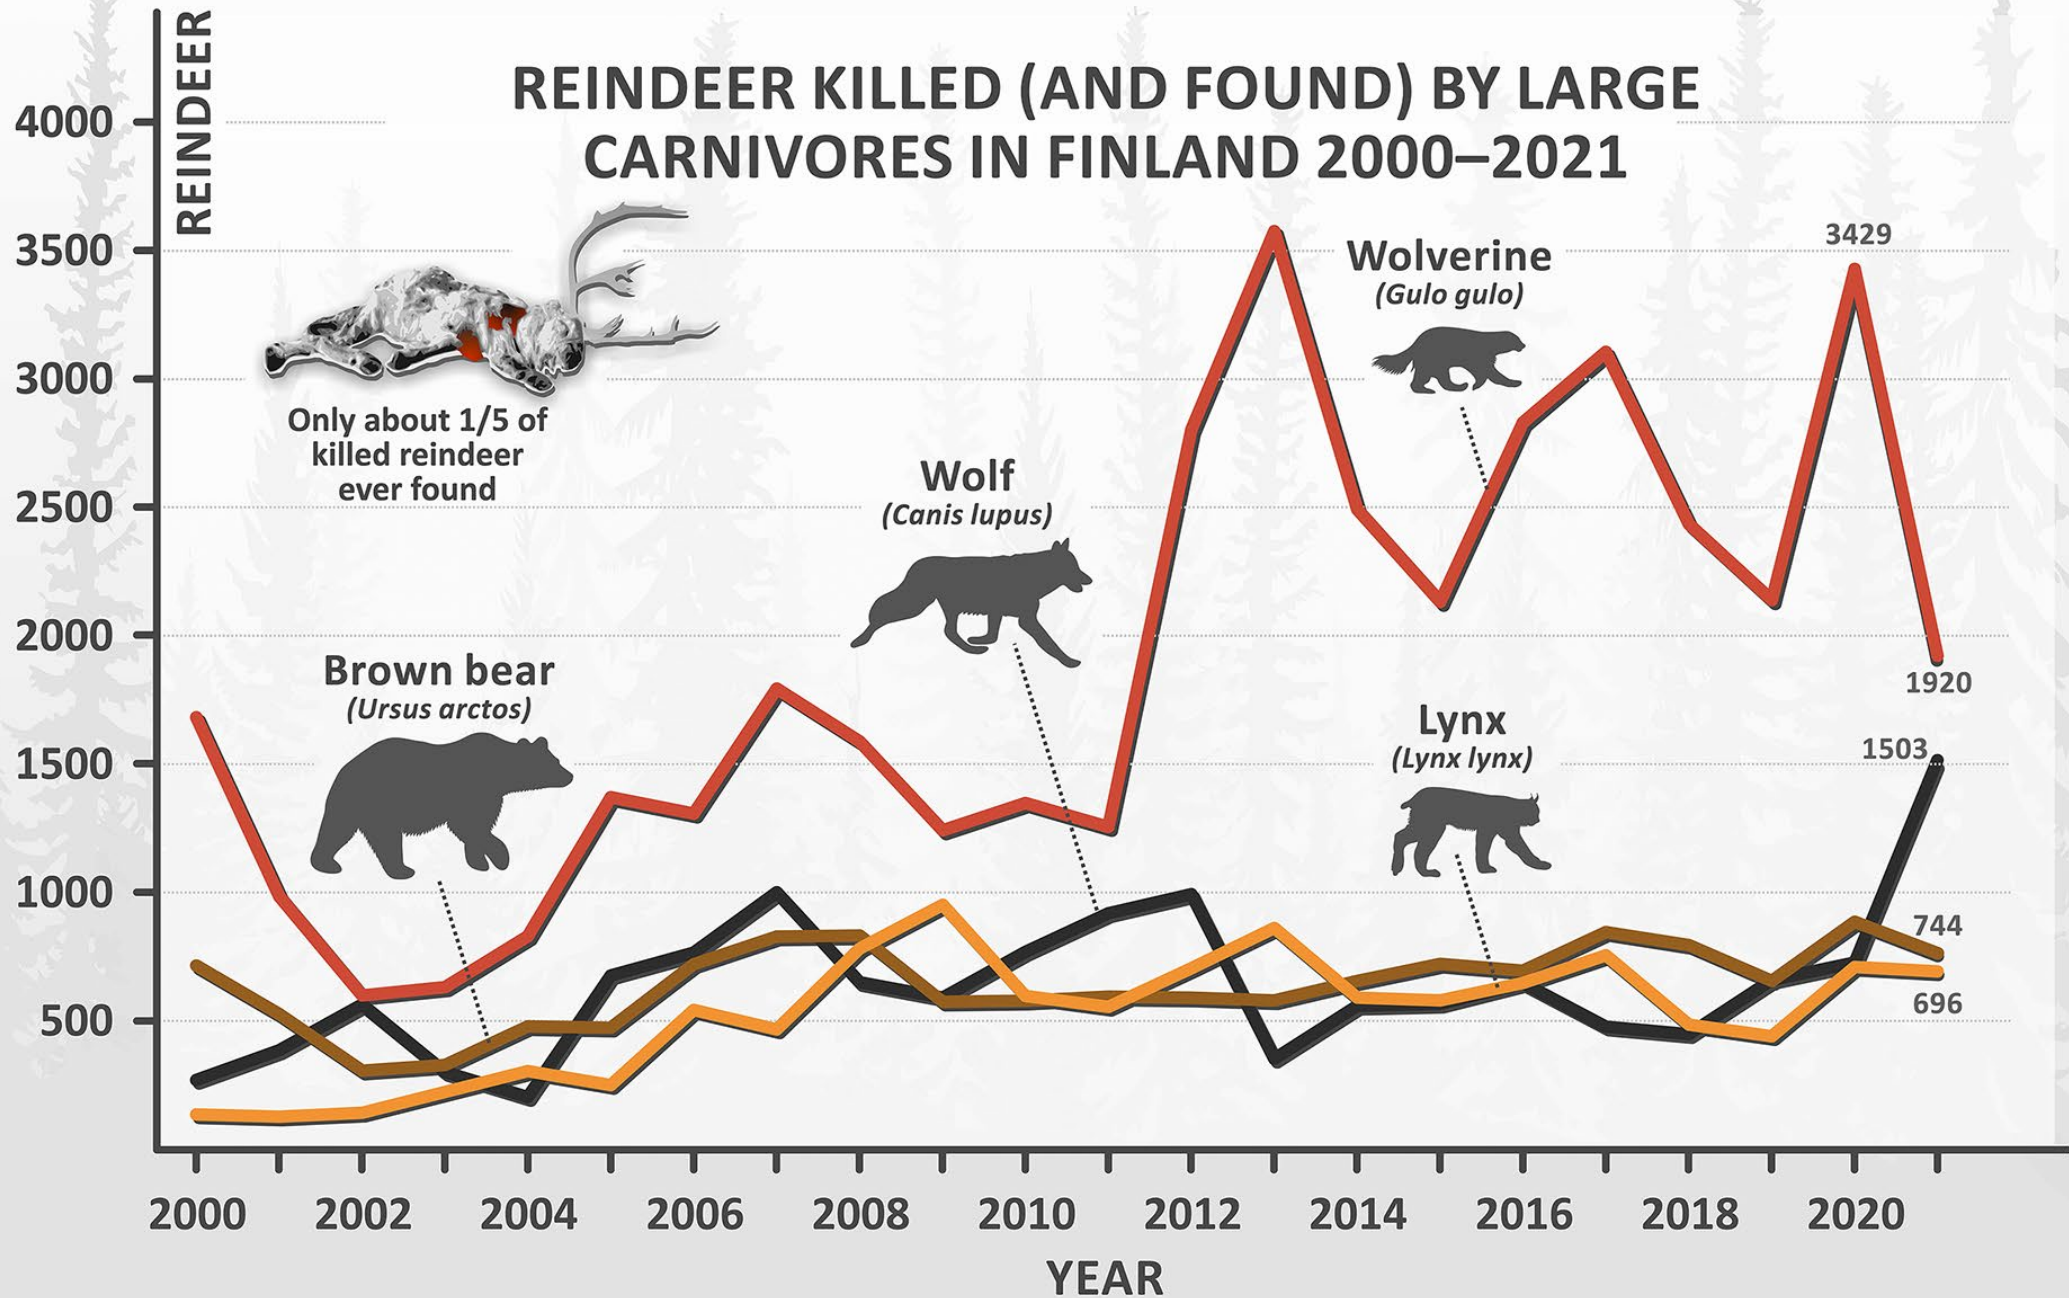 REINDEER
REINDEER KILLED (AND FOUND) BY LARGE
CARNIVORES IN FINLAND 2000–2021
4000
3500
3000
2500
2000
1500
1000
500
Only about 1/5 of
killed reindeer
ever found
Brown bear
(Ursus arctos)
Wolf
(Canis lupus)
Wolverine
(Gulo gulo)
Lynx
(Lynx lynx)
3429
1920
1503
744
696
2000 2002 2004 2006 2008 2010 2012 2014 2016 2018 2020
YEAR